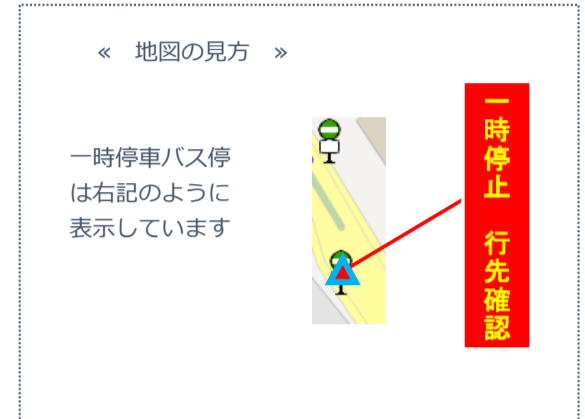 ≪ 地図の見方 ≫
一時停車バス停
は右記のように
表示しています
一時停止 行先確認